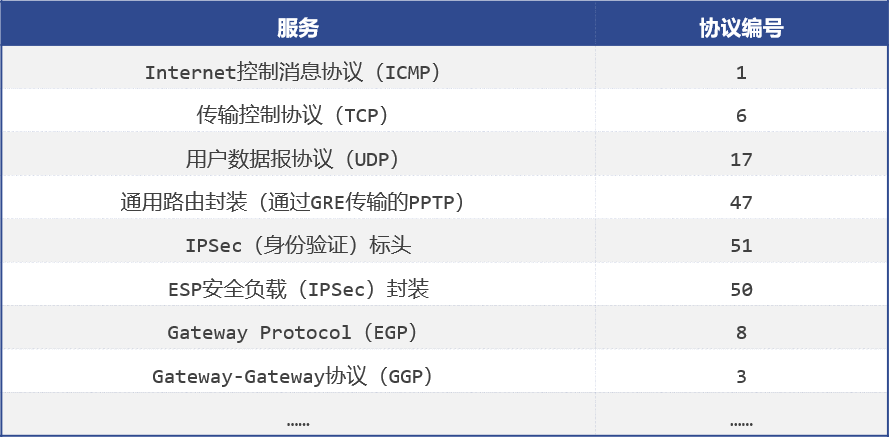 服务 协议编号
Internet控制消息协议（ICMP） 1
传输控制协议（TCP） 6
用户数据报协议（UDP） 17
通用路由封装（通过GRE传输的PPTP） 47
IPSec（身份验证）标头 51
ESP安全负载（IPSec）封装 50
Gateway Protocol（EGP） 8
Gateway-Gateway协议（GGP） 3
…… ……